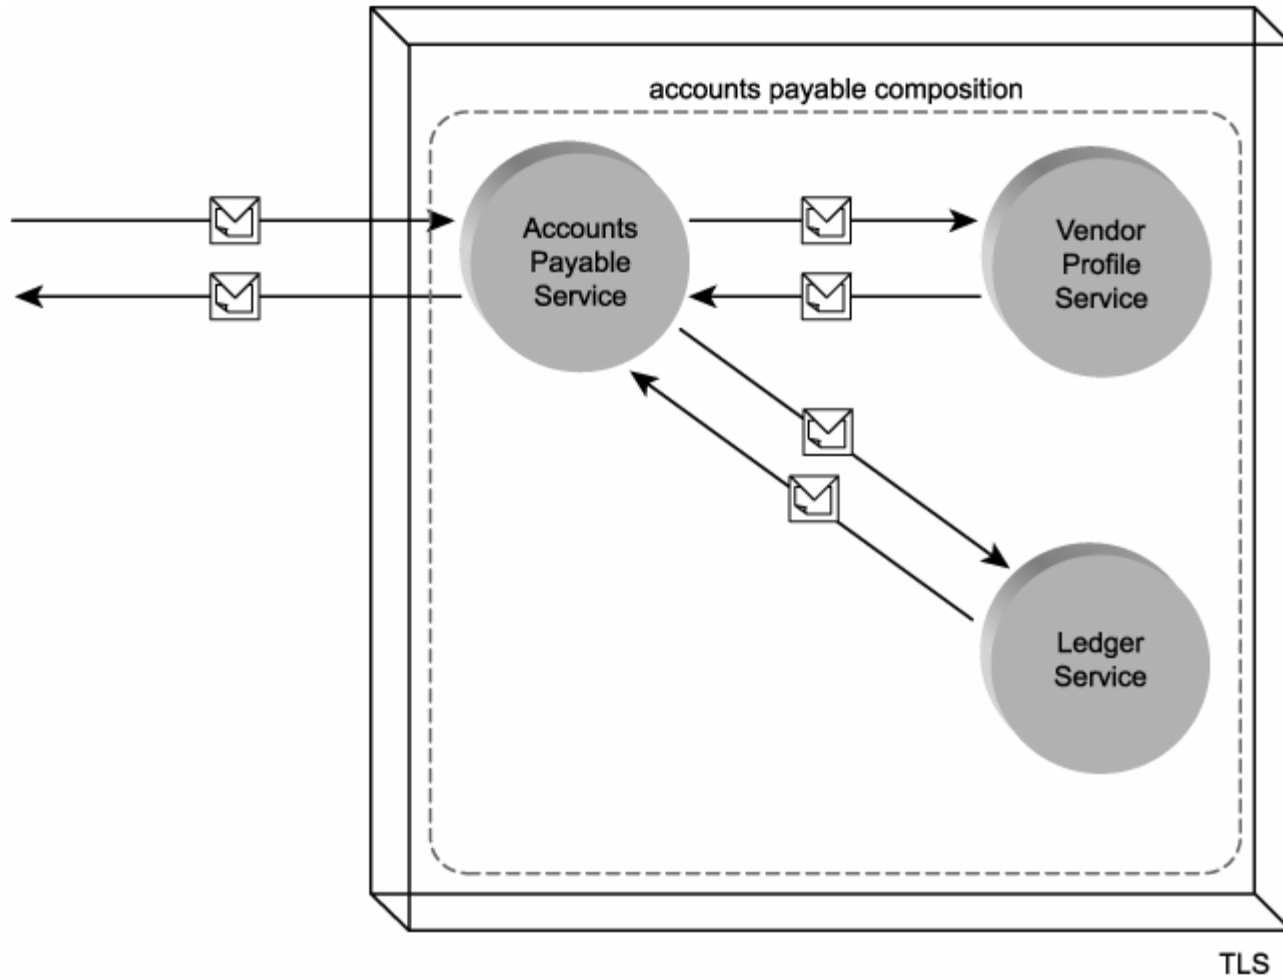 accounts payable composition
Accounts
Payable
Service
Vendor
Profile
Service
Ledger
Service
TLS